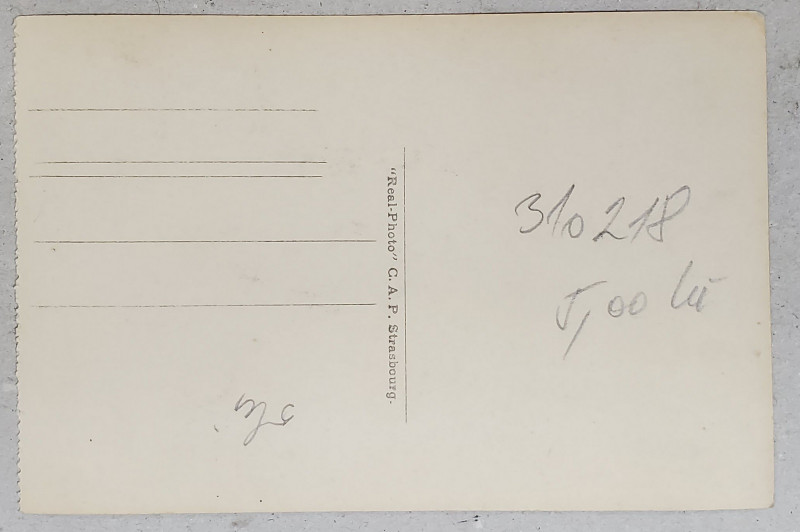 "Real-Photo" C. A. P. Strasbourg.
310218
5,00 lei